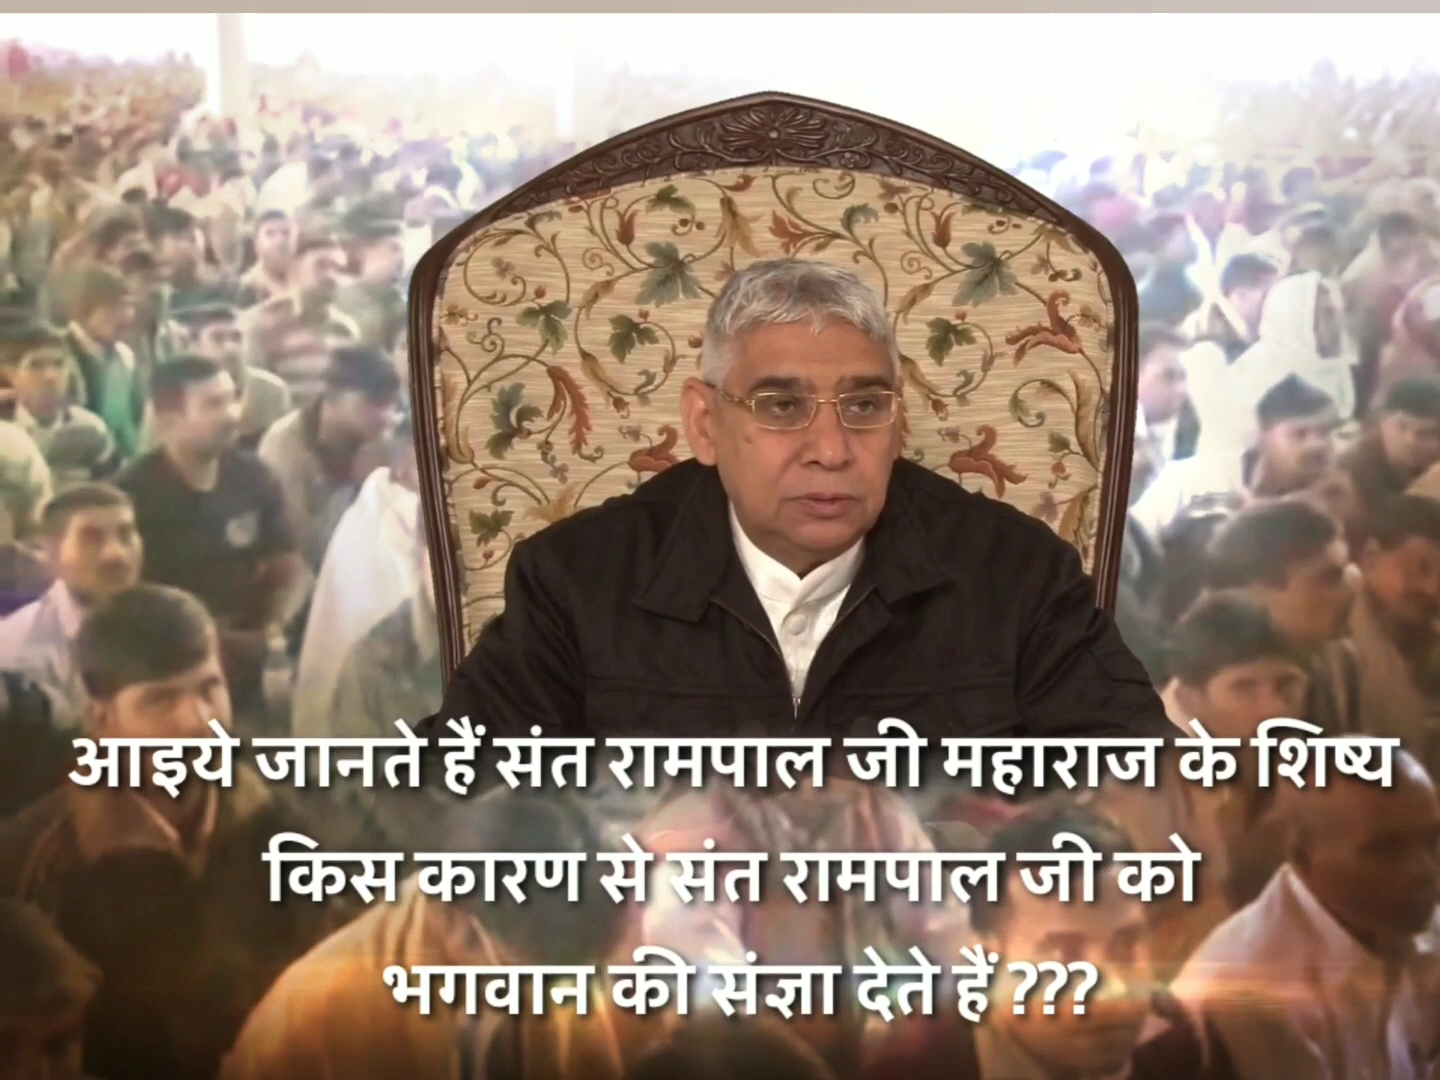 आइये जानते हैं संत रामपाल जी महाराज के शिष्य
किस कारण से संत रामपाल जी को
भगवान की संज्ञा देते हैं ???